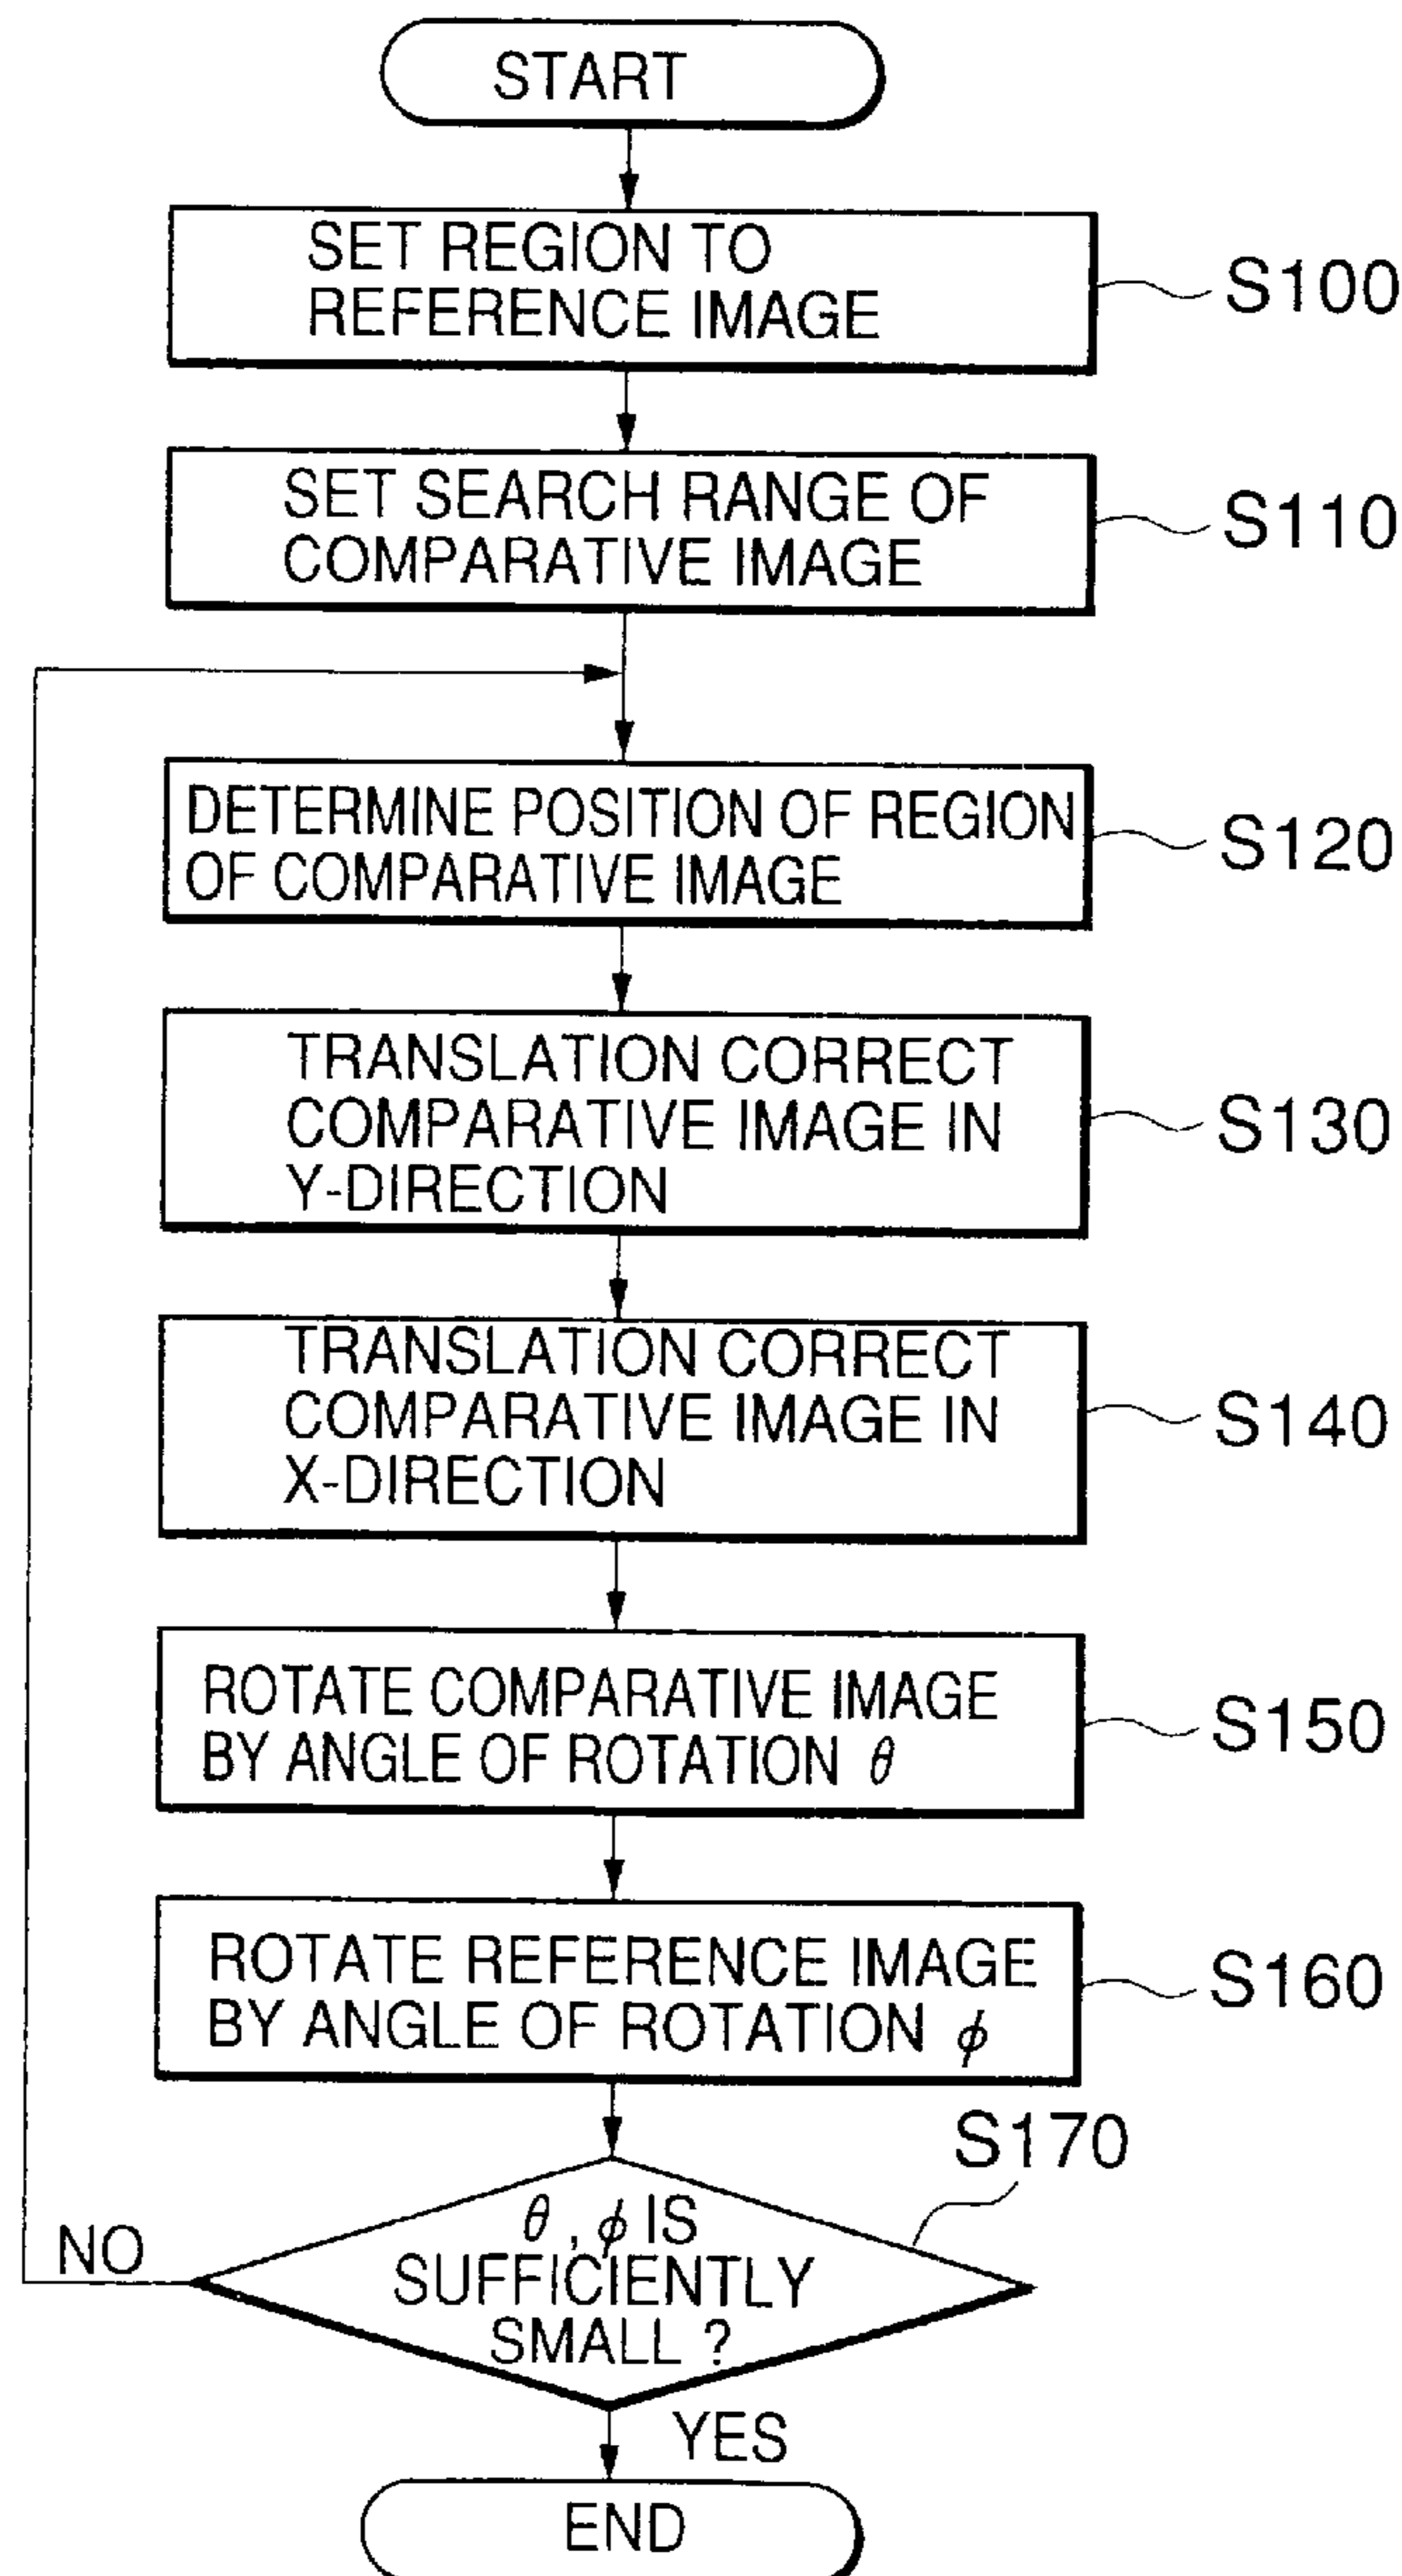 START
SET REGION TO
REFERENCE IMAGE
S100
SET SEARCH RANGE OF
COMPARATIVE IMAGE
S110
DETERMINE POSITION OF REGION
OF COMPARATIVE IMAGE
S120
TRANSLATION CORRECT
COMPARATIVE IMAGE IN
Y-DIRECTION
S130
TRANSLATION CORRECT
COMPARATIVE IMAGE IN
X-DIRECTION
S140
ROTATE COMPARATIVE IMAGE
BY ANGLE OF ROTATION θ
S150
ROTATE REFERENCE IMAGE
BY ANGLE OF ROTATION ϕ
S160
S170
θ , ϕ IS
SUFFICIENTLY
SMALL ?
NO
YES
END